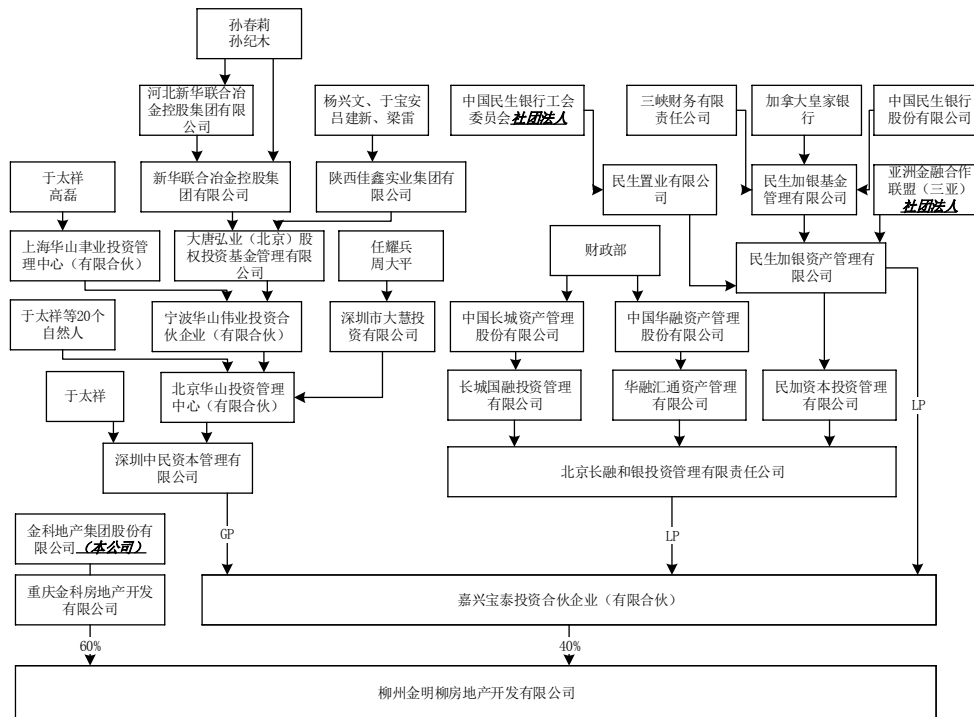 孙春莉
孙纪木
河北新华联合冶
金控股集团有限
公司
杨兴文、于宝安
吕建新、梁雷
中国民生银行工会
委员会社团法人
三峡财务有限
责任公司
加拿大皇家银
行
中国民生银行
股份有限公司
于太祥
高磊
新华联合冶金控股集
团有限公司
陕西佳鑫实业集团有
限公司
民生置业有限公
司
民生加银基金
管理有限公司
亚洲金融合作
联盟（三亚）
社团法人
上海华山聿业投资管
理中心（有限合伙）
大唐弘业（北京）股
权投资基金管理有限
公司
任耀兵
周大平
财政部
民生加银资产管理有
限公司
于太祥等20个
自然人
宁波华山伟业投资合
伙企业（有限合伙）
深圳市大慧投
资有限公司
中国长城资产管理
股份有限公司
中国华融资产管理
股份有限公司
于太祥
北京华山投资管理
中心（有限合伙）
长城国融投资管理
有限公司
华融汇通资产管理
有限公司
民加资本投资管理
有限公司
LP
深圳中民资本管理有
限公司
北京长融和银投资管理有限责任公司
金科地产集团股份有
限公司（本公司）
GP
LP
重庆金科房地产开发
有限公司
嘉兴宝泰投资合伙企业（有限合伙）
60%
40%
柳州金明柳房地产开发有限公司